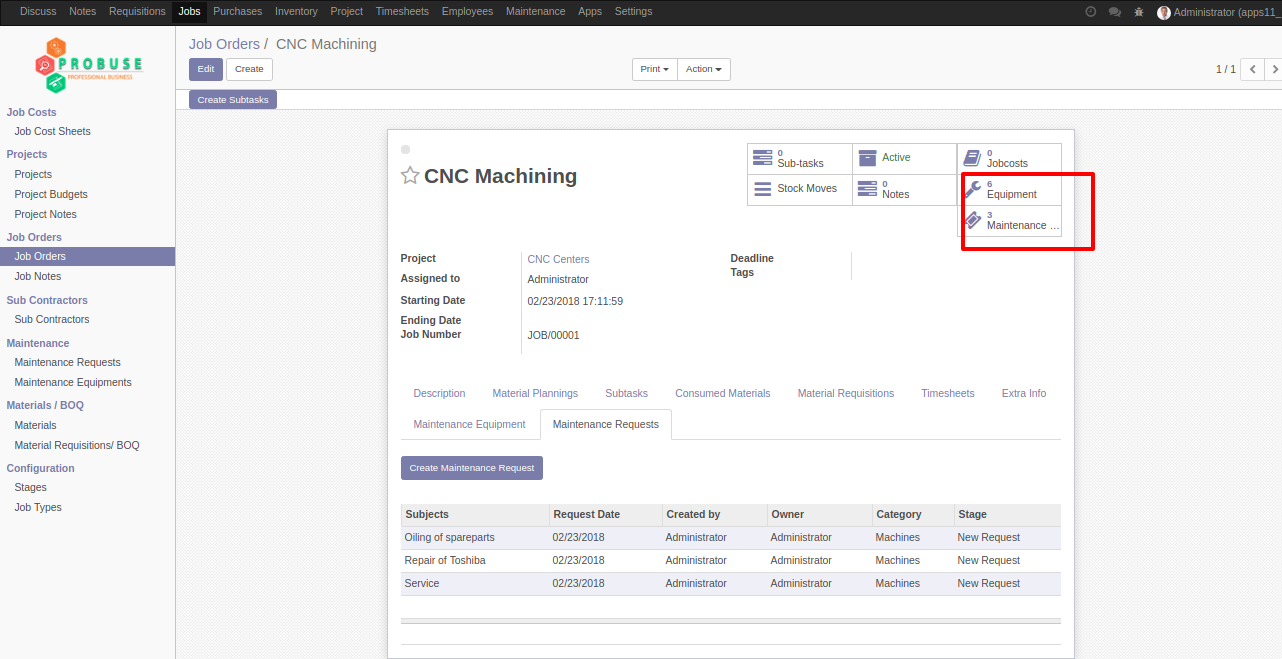 Discuss Notes Requisitions Jobs Purchases Inventory Project Timesheets Employees Maintenance Apps Settings Administrator (apps11_
PROBUSE
PROFESSIONAL BUSINESS
Job Costs
Job Cost Sheets
Projects
Projects
Project Budgets
Project Notes
Job Orders
Job Orders
Job Notes
Sub Contractors
Sub Contractors
Maintenance
Maintenance Requests
Maintenance Equipments
Materials / BOQ
Materials
Material Requisitions/ BOQ
Configuration
Stages
Job Types
Job Orders / CNC Machining
Edit Create Print Action 1 / 1
Create Subtasks
0
Sub-tasks
Active
0
Jobcosts
Stock Moves
0
Notes
6
Equipment
3
Maintenance ...
CNC Machining
Project CNC Centers
Assigned to Administrator
Starting Date 02/23/2018 17:11:59
Ending Date
Job Number JOB/00001
Deadline
Tags
Description Material Plannings Subtasks Consumed Materials Material Requisitions Timesheets Extra Info
Maintenance Equipment Maintenance Requests
Create Maintenance Request
Subjects Request Date Created by Owner Category Stage
Oiling of spareparts 02/23/2018 Administrator Administrator Machines New Request
Repair of Toshiba 02/23/2018 Administrator Administrator Machines New Request
Service 02/23/2018 Administrator Administrator Machines New Request